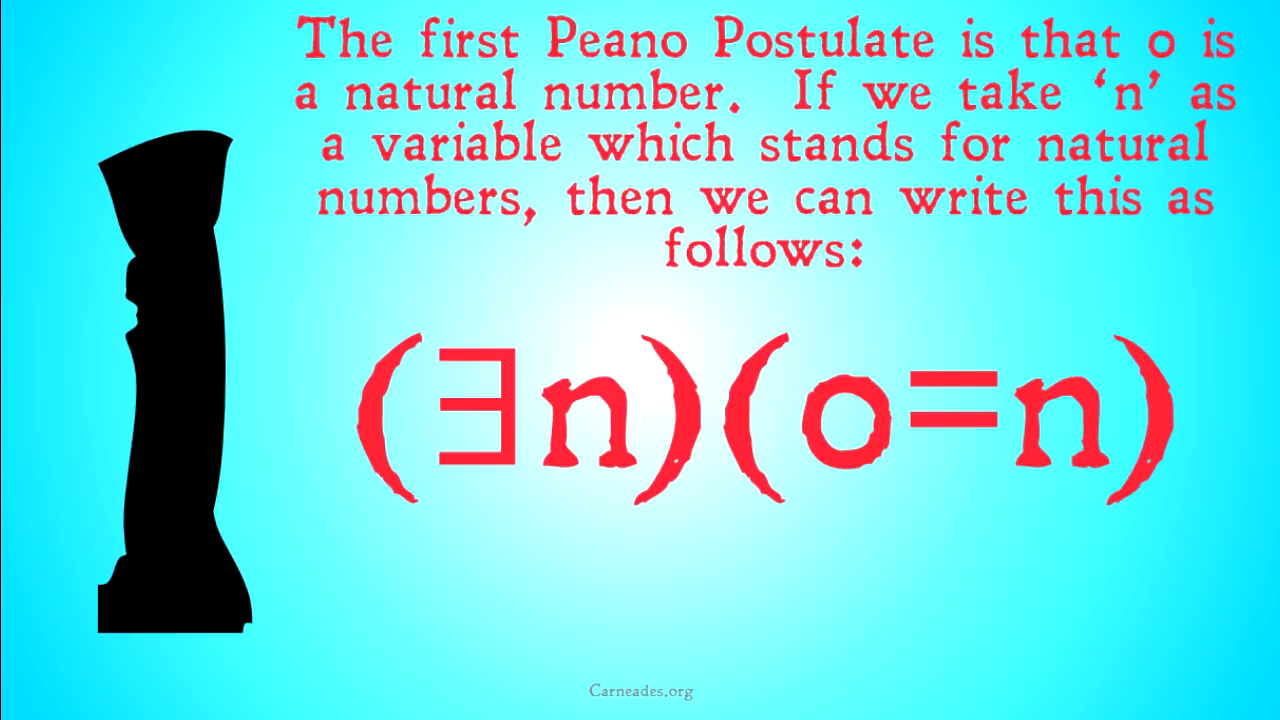 The first Peano Postulate is that 0 is
a natural number. If we take ‘n’ as
a variable which stands for natural
numbers, then we can write this as
follows:
(∃n)(0=n)
Carneades.org